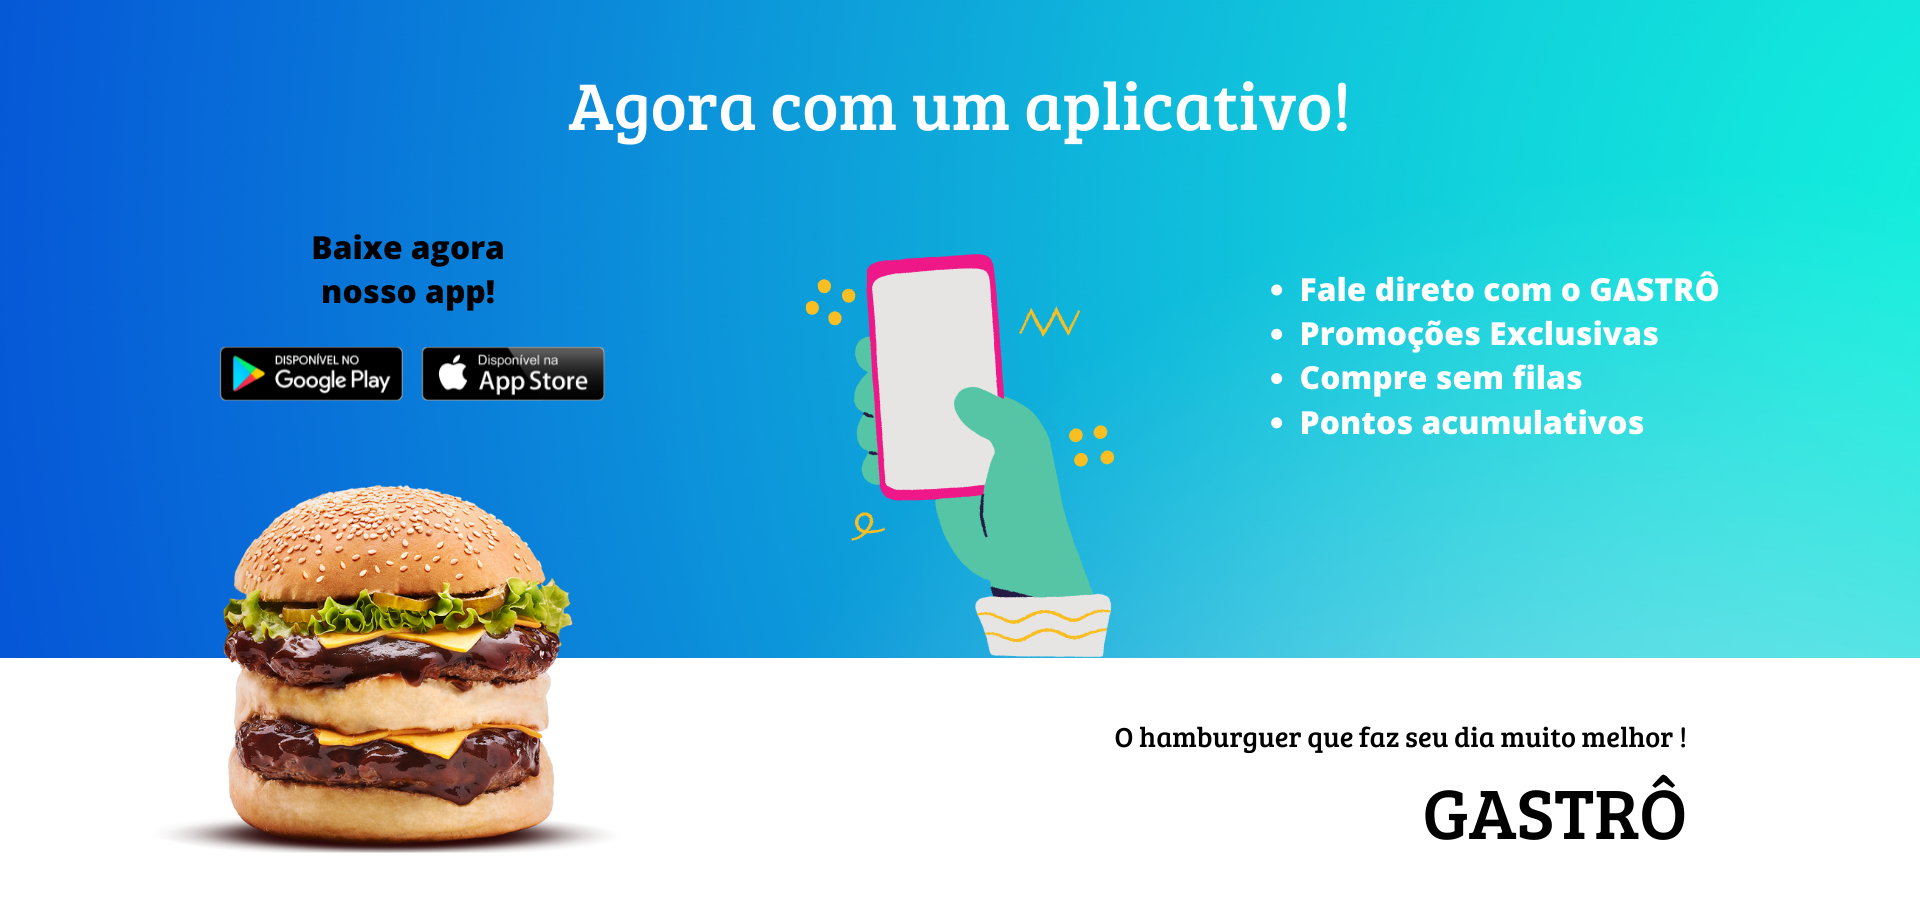 Agora com um aplicativo!
Baixe agora
nosso app!
DISPONÍVEL NO
Google Play
Disponível na
App Store
• Fale direto com o GASTRÔ
• Promoções Exclusivas
• Compre sem filas
• Pontos acumulativos
O hamburguer que faz seu dia muito melhor !
GASTRÔ